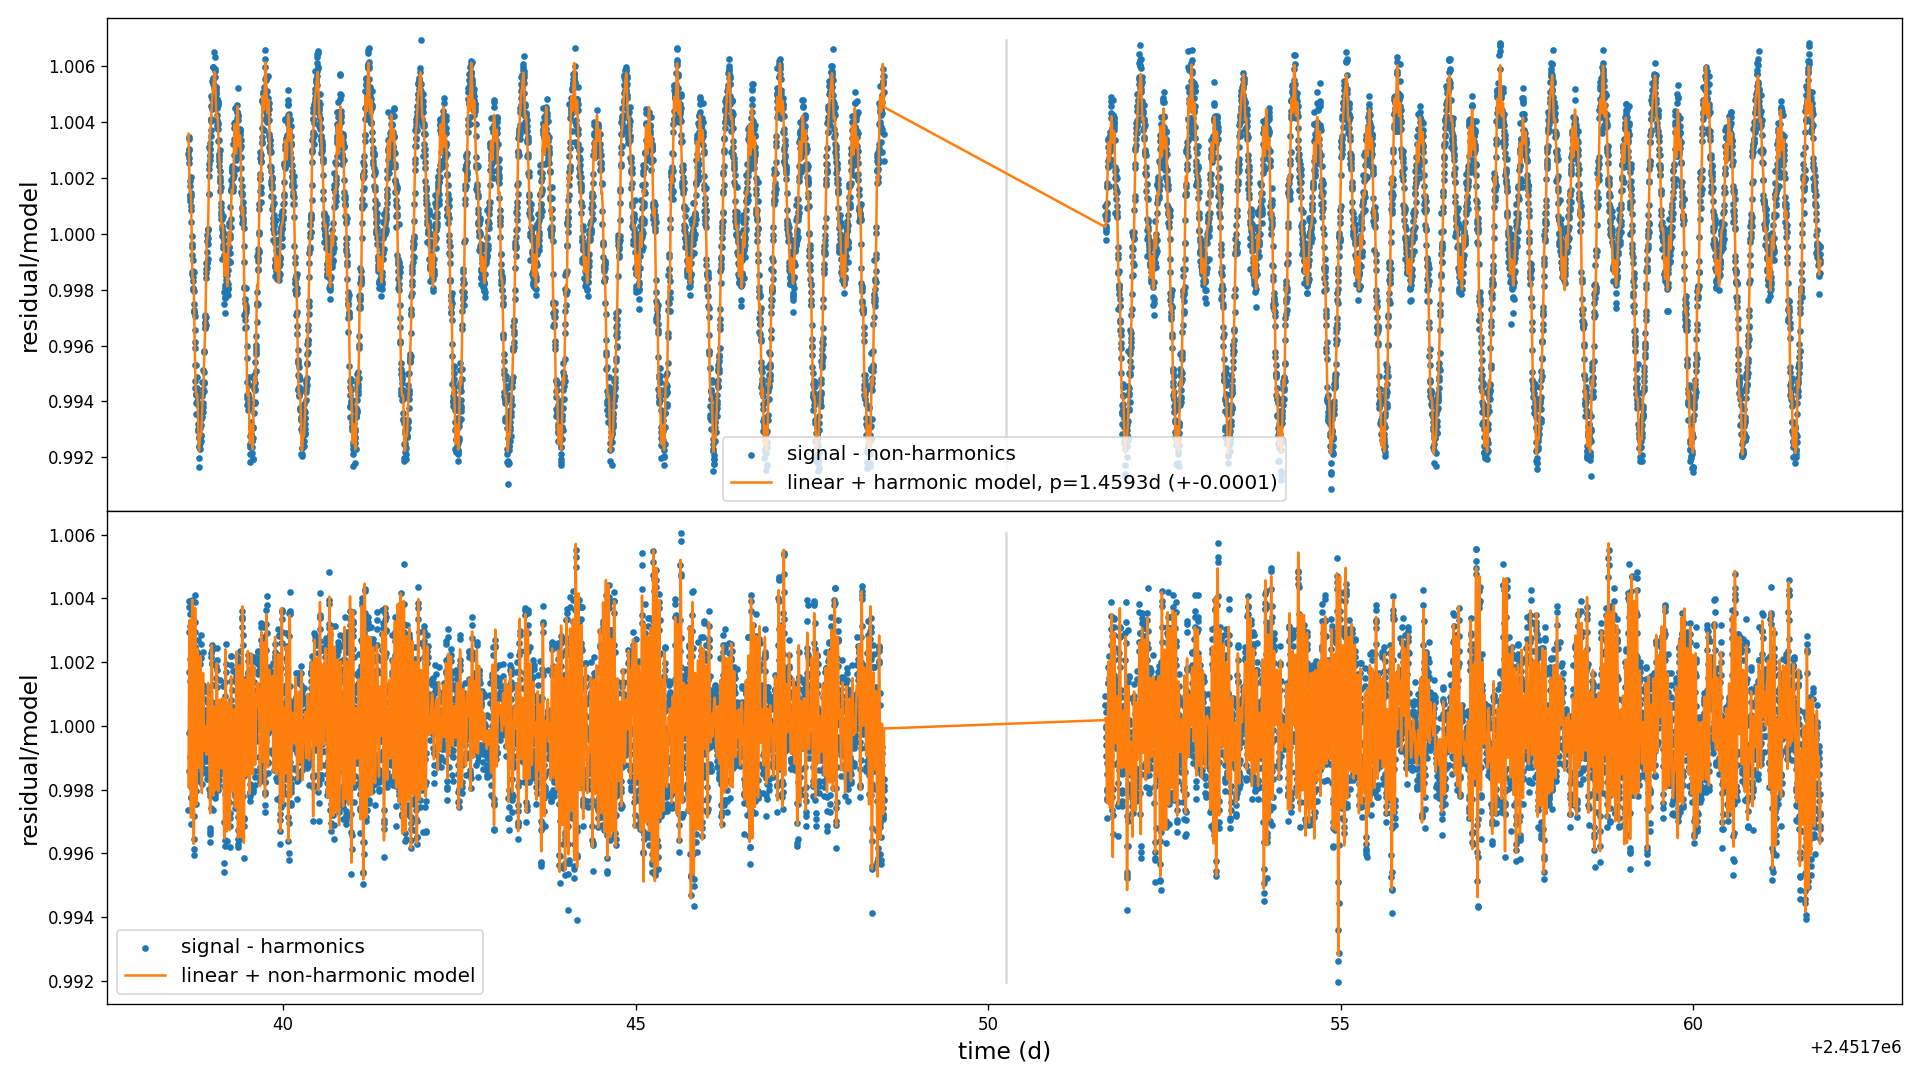 1.006
1.004
1.002
1.000
0.998
0.996
0.994
0.992
residual/model
signal - non-harmonics
linear + harmonic model, p=1.4593d (+-0.0001)
1.006
1.004
1.002
1.000
0.998
0.996
0.994
0.992
residual/model
signal - harmonics
linear + non-harmonic model
40 45 50 55 60
time (d)
+2.4517e6